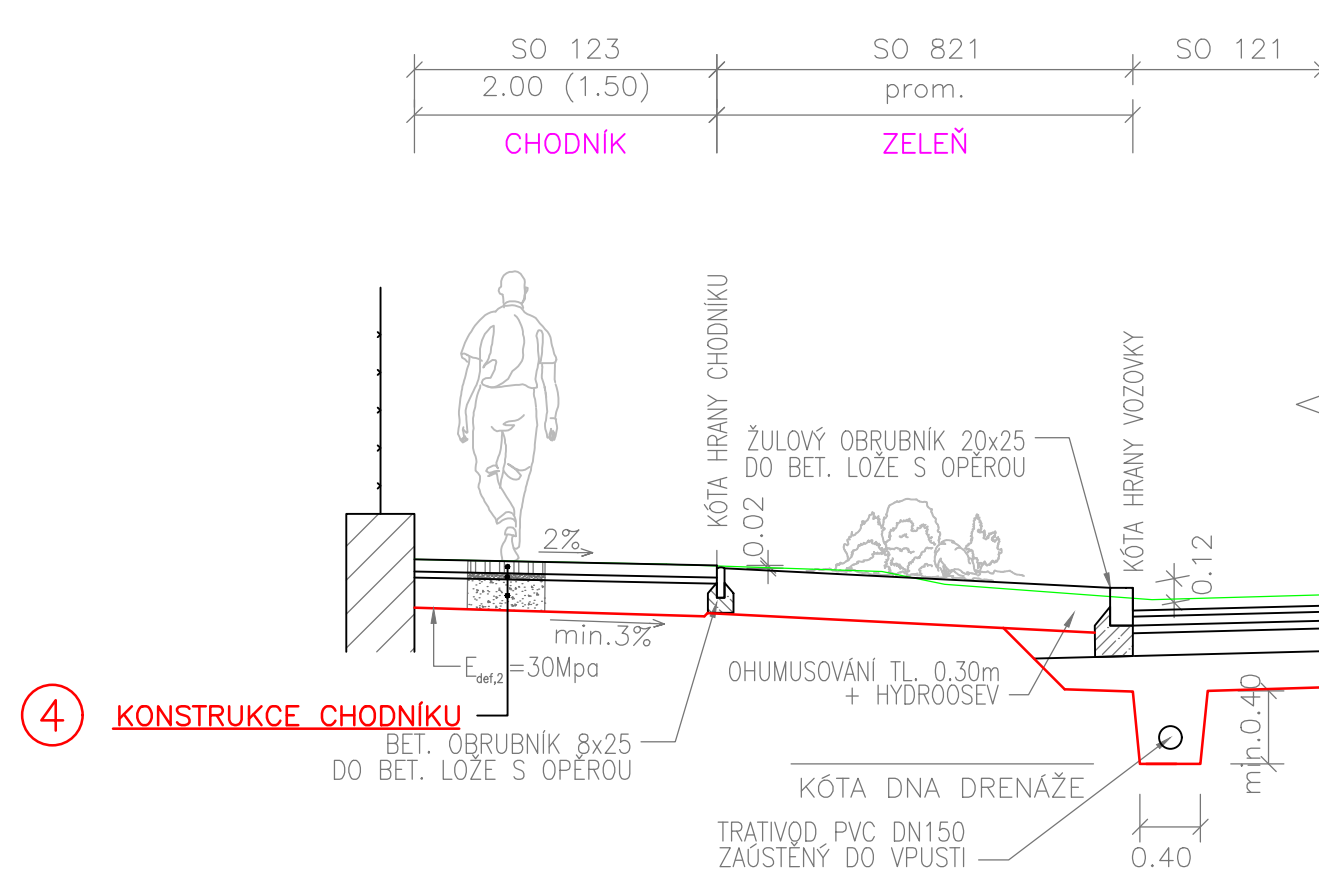 SO 123
SO 821
SO 121
2.00 (1.50)
prom.
CHODNÍK
ZELEŇ
KÓTA HRANY CHODNÍKU
KÓTA HRANY VOZOVKY
ŽULOVÝ OBRUBNÍK 20x25
DO BET. LOŽE S OPĚROU
0.02
2%
0.12
min.3%
Edef,2=30Mpa
OHUMUSOVÁNÍ TL. 0.30m
+ HYDROOSEV
4
KONSTRUKCE CHODNÍKU
BET. OBRUBNÍK 8x25
DO BET. LOŽE S OPĚROU
min.0.40
KÓTA DNA DRENÁŽE
TRATIVOD PVC DN150
ZAÚSTĚNÝ DO VPUSTI
0.40